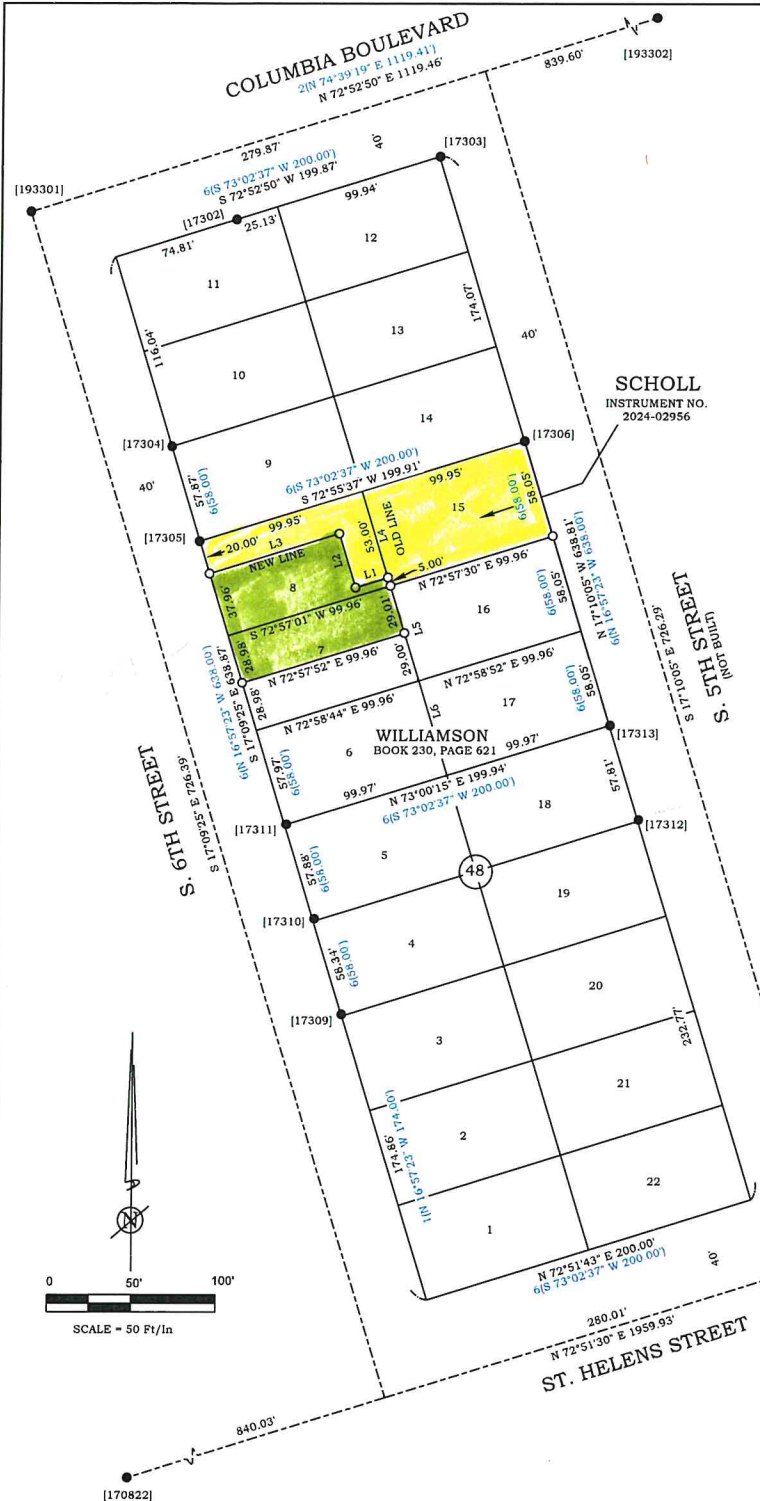 COLUMBIA BOULEVARD
2(N 74°39'19" E 1119.41')
N 72°52'50" E 1119.46'
839.60'
[193302]
279.87'
40'
[193301]
6(S 73°02'37" W 200.00')
S 72°52'50" W 199.87'
[17303]
[17302]
99.94'
25.13'
74.81'
12
11
116.04'
174.07'
13
10
40'
14
SCHOLL
INSTRUMENT NO.
2024-02956
[17304]
9
[17306]
40'
57.87'
6(58.00')
6(S 73°02'37" W 200.00')
S 72°55'37" W 199.91'
99.95'
[17305]
20.00'
99.95'
L3
NEW LINE
L2
53.00'
L4
OLD LINE
15
58.05'
6(58.00')
L1
5.00'
8
37.96'
N 72°57'30" E 99.96'
S 72°57'01" W 99.96'
29.01'
28.98'
7
L5
16
58.05'
6(58.00')
N 17°10'05" W 638.81'
6(N 16°57'23" W 638.00')
N 72°57'52" E 99.96'
29.00'
28.98'
S 17°09'25" E 638.87'
6(N 16°57'23" W 638.00')
N 72°58'52" E 99.96'
N 72°58'44" E 99.96'
L6
17
58.05'
6(58.00')
S. 5TH STREET
(NOT BUILT)
S 17°10'05" E 726.29'
WILLIAMSON
BOOK 230, PAGE 621
6
57.97'
6(58.00')
99.97'
99.97'
N 73°00'15" E 199.94'
6(S 73°02'37" W 200.00')
[17313]
57.81'
S. 6TH STREET
S 17°09'25" E 726.39'
[17311]
18
[17312]
5
57.88'
6(58.00')
48
19
[17310]
4
58.34'
6(58.00')
20
[17309]
3
232.77'
21
2
174.86'
1(N 16°57'23" W 174.00')
22
1
N
N 72°51'43" E 200.00'
6(S 73°02'37" W 200.00')
40'
0 50' 100'
SCALE = 50 Ft/In
280.01'
N 72°51'30" E 1959.93'
ST. HELENS STREET
840.03'
[170822]